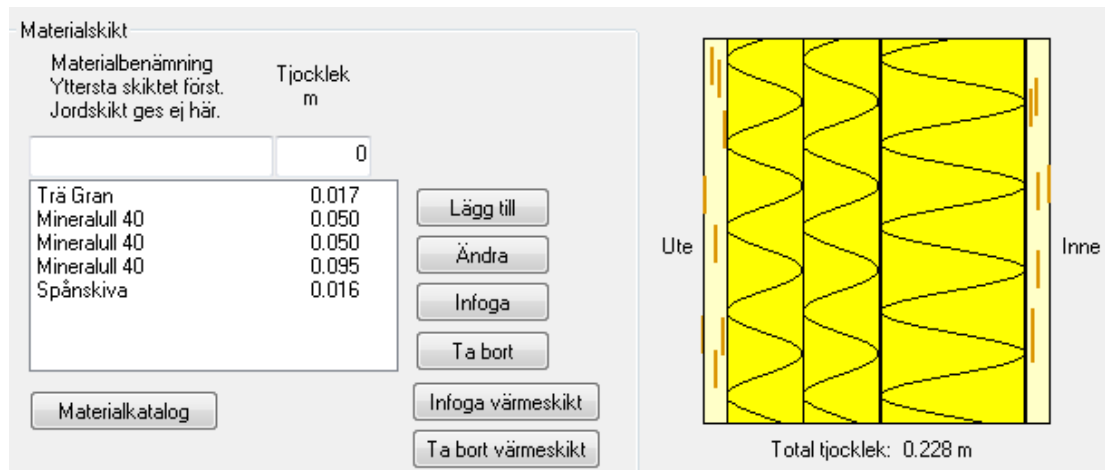 Materialskikt
Materialbenämning
Yttersta skiktet först.
Jordskikt ges ej här.
Tjocklek
m
0
Trä Gran 0.017
Mineralull 40 0.050
Mineralull 40 0.050
Mineralull 40 0.095
Spånskiva 0.016
Lägg till
Ändra
Infoga
Ta bort
Materialkatalog
Infoga värmeskikt
Ta bort värmeskikt
Ute
Inne
Total tjocklek: 0.228 m